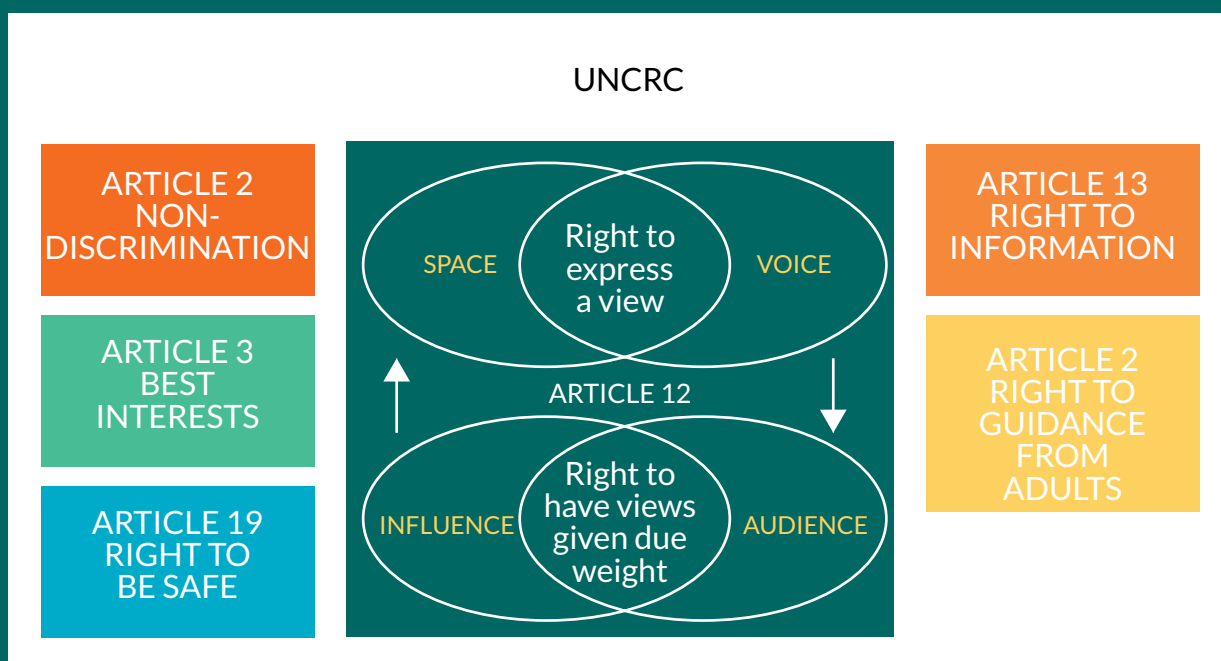 UNCRC
ARTICLE 2
NON-
DISCRIMINATION
ARTICLE 3
BEST
INTERESTS
ARTICLE 19
RIGHT TO
BE SAFE
SPACE
Right to
express
a view
VOICE
ARTICLE 12
INFLUENCE
Right to
have views
given due
weight
AUDIENCE
ARTICLE 13
RIGHT TO
INFORMATION
ARTICLE 2
RIGHT TO
GUIDANCE
FROM
ADULTS